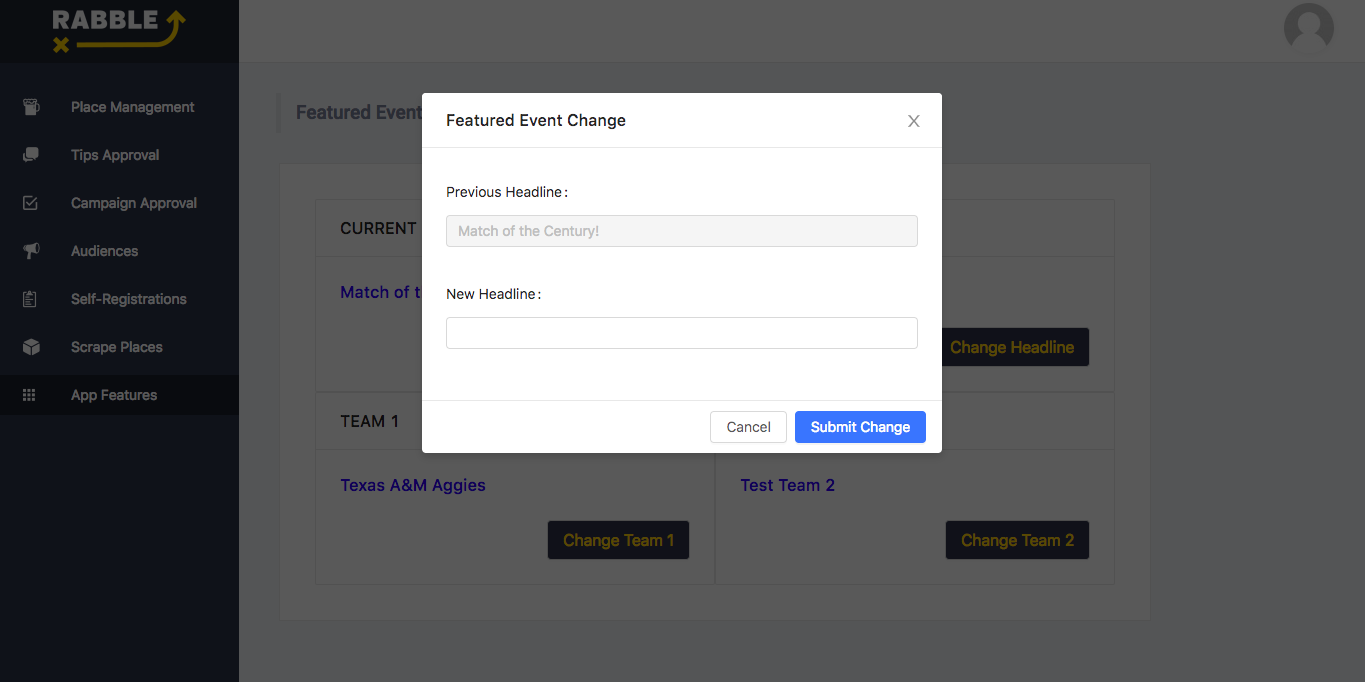 RABBLE
Place Management
Tips Approval
Campaign Approval
Audiences
Self-Registrations
Scrape Places
App Features
Featured Event
CURRENT
Match of t
Change Headline
TEAM 1
Texas A&M Aggies
Change Team 1
Test Team 2
Change Team 2
Featured Event Change
X
Previous Headline:
Match of the Century!
New Headline:
Cancel
Submit Change